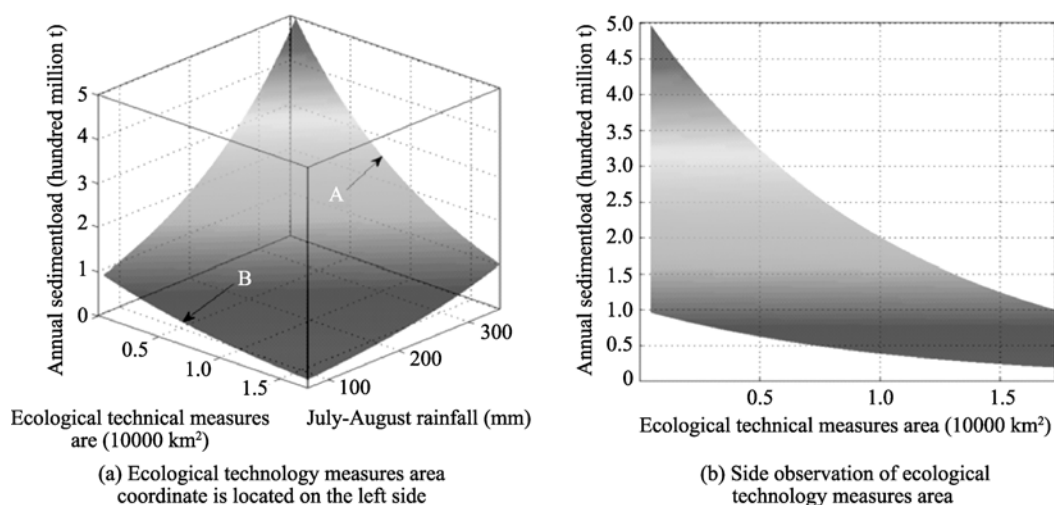 Annual sedimentload (hundred million t)
5
4
3
2
1
0
A
B
0.5
1.0
1.5
100
200
300
Ecological technical measures
are (10000 km²)
July-August rainfall (mm)
(a) Ecological technology measures area
coordinate is located on the left side
Annual sedimentload (hundred million t)
5.0
4.5
4.0
3.5
3.0
2.5
2.0
1.5
1.0
0.5
0
0.5
1.0
1.5
Ecological technical measures area (10000 km²)
(b) Side observation of ecological
technology measures area